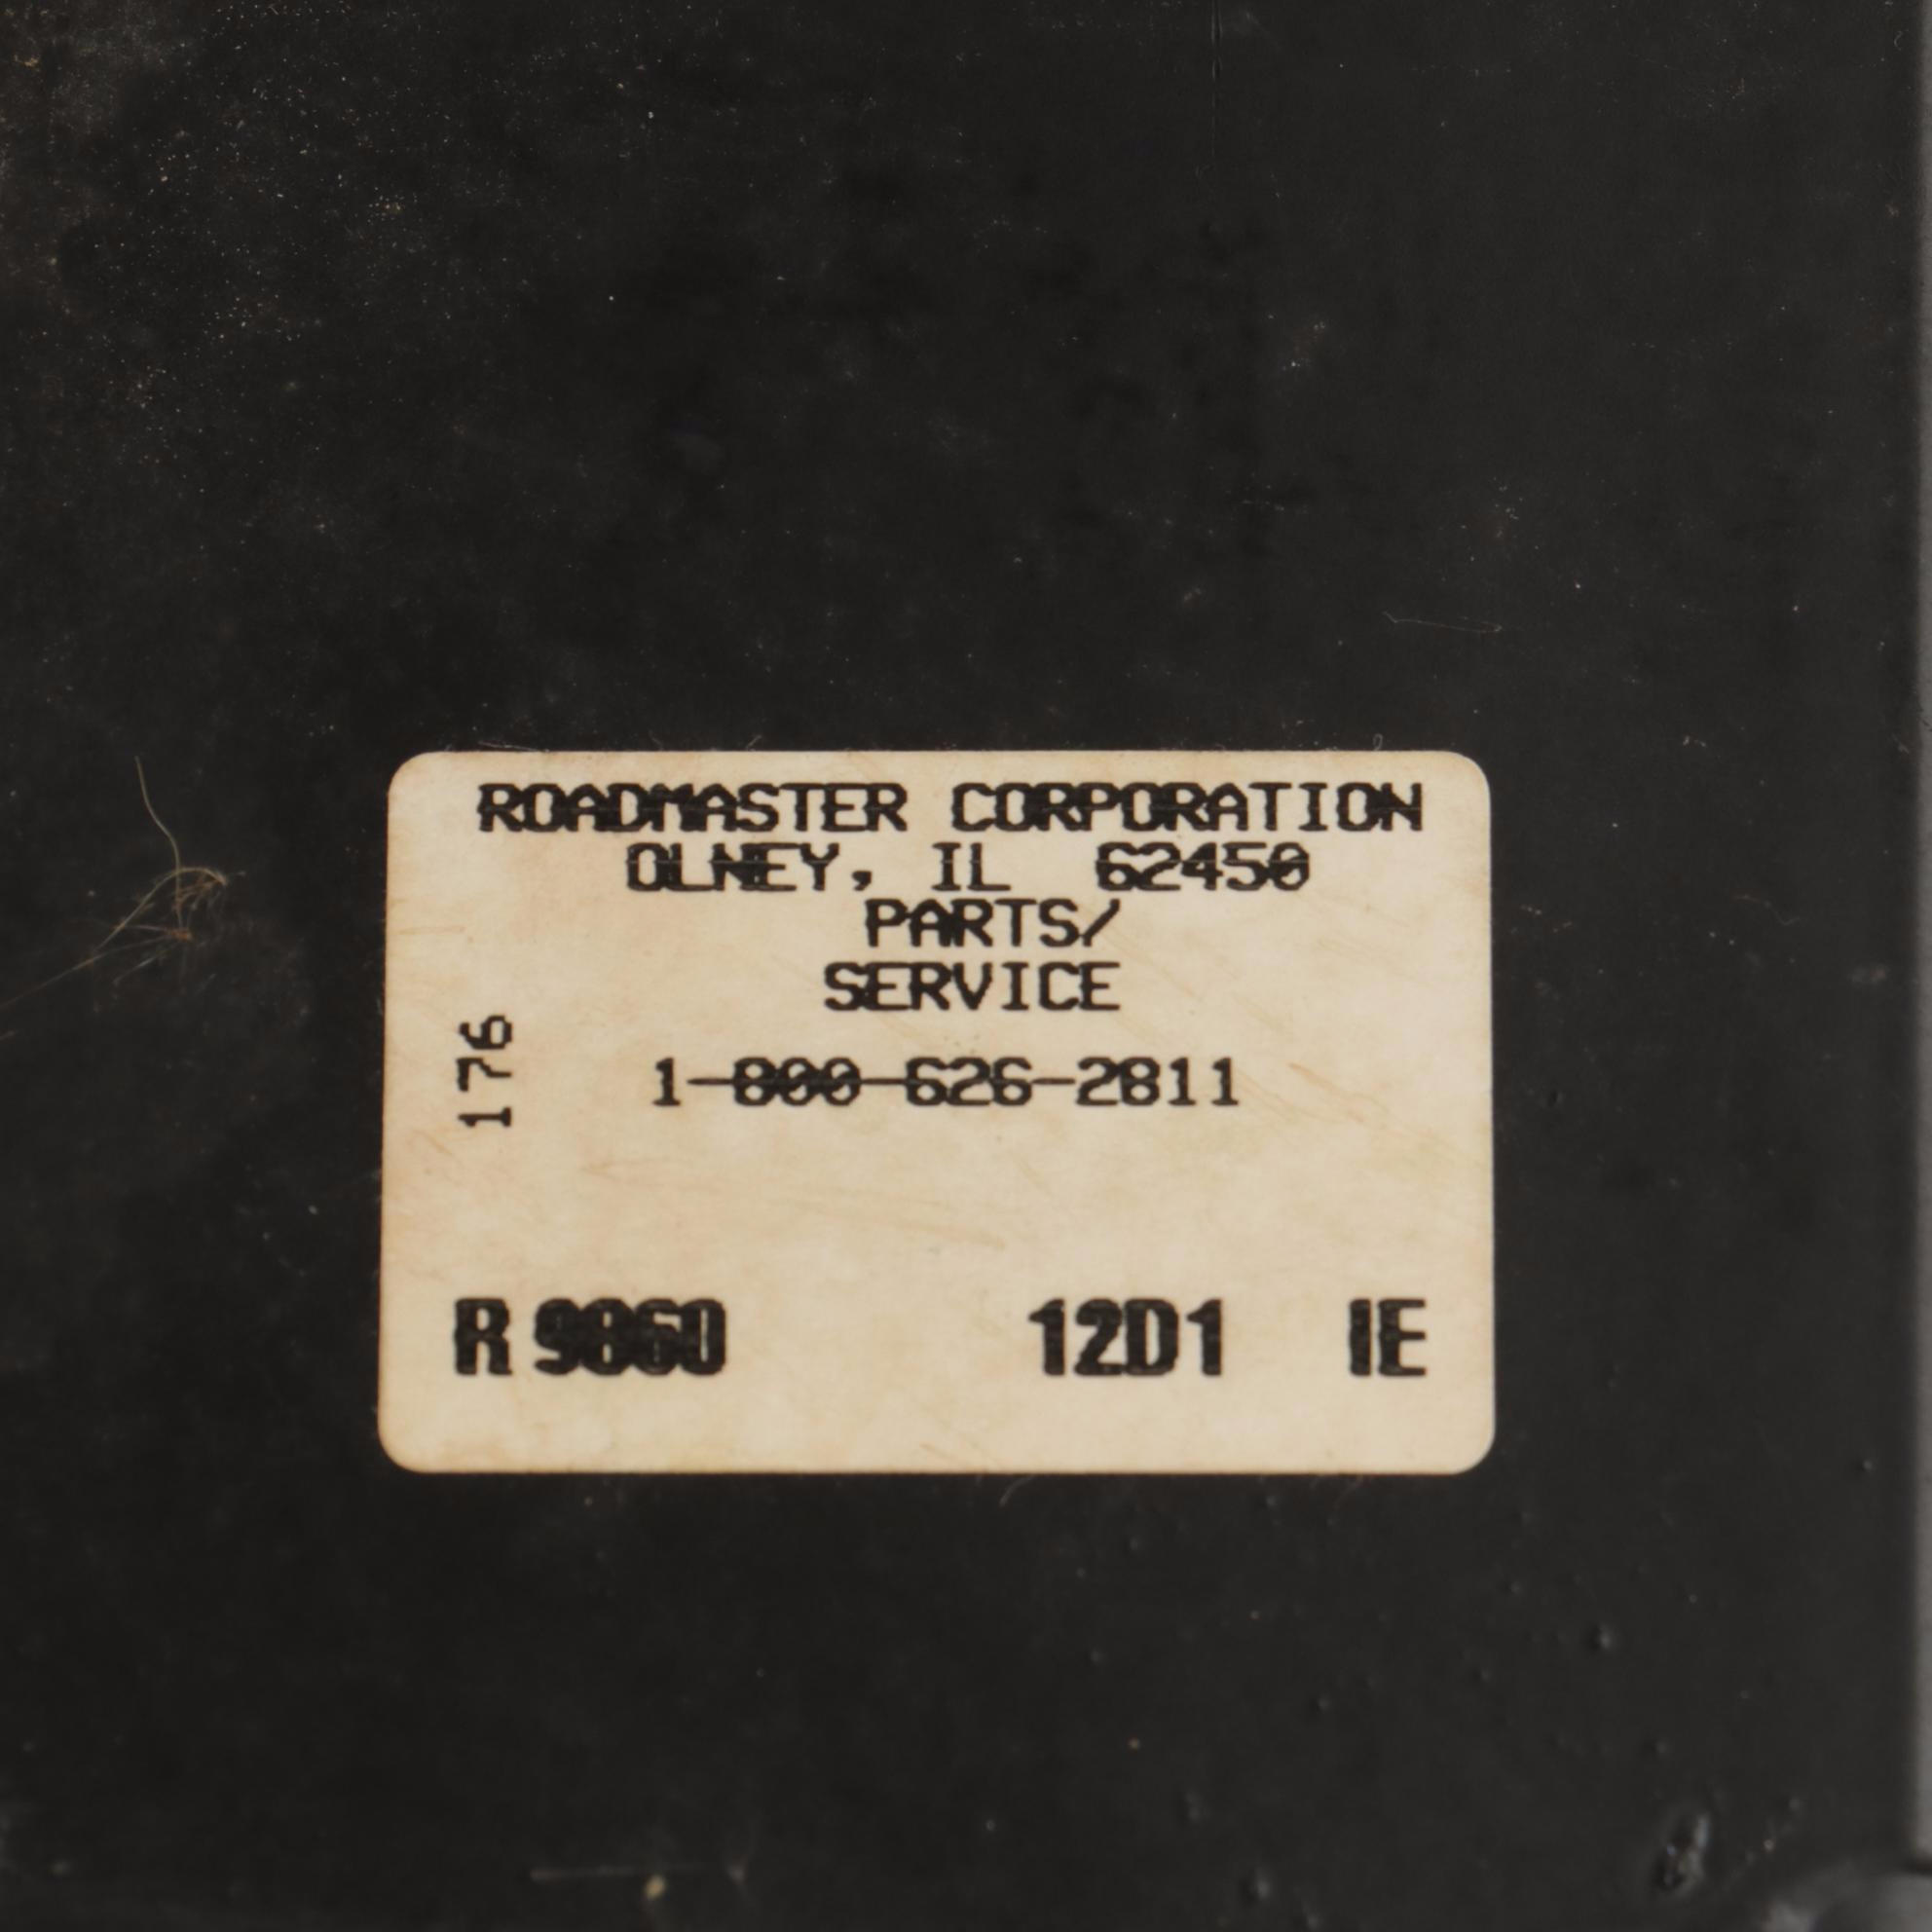 ROADMASTER CORPORATION
OLNEY, IL 62450
PARTS/
SERVICE
176
1-800-626-2811
R 9860 12D1 IE